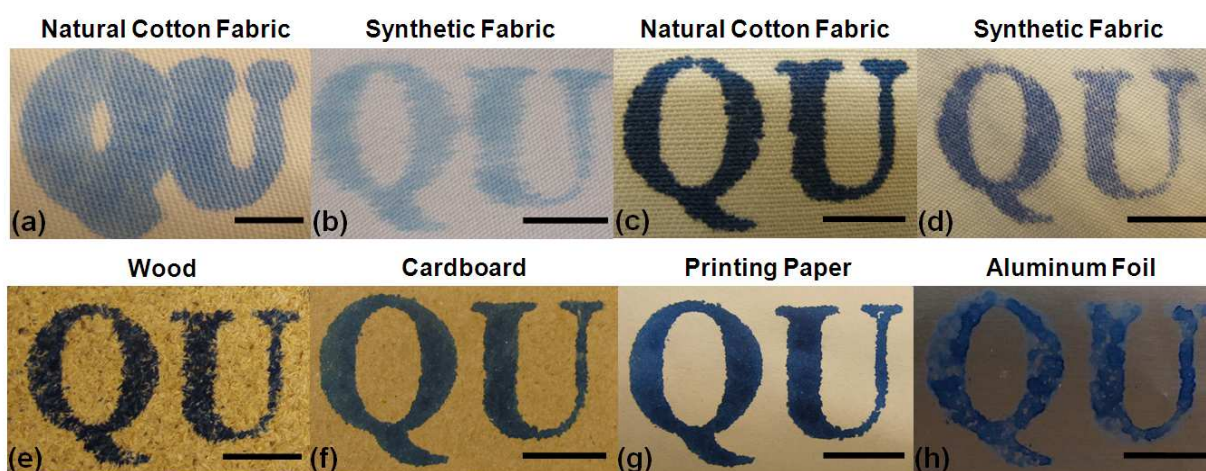 Natural Cotton Fabric Synthetic Fabric Natural Cotton Fabric Synthetic Fabric
QU QU QU QU
(a) (b) (c) (d)
Wood Cardboard Printing Paper Aluminum Foil
QU QU QU QU
(e) (f) (g) (h)